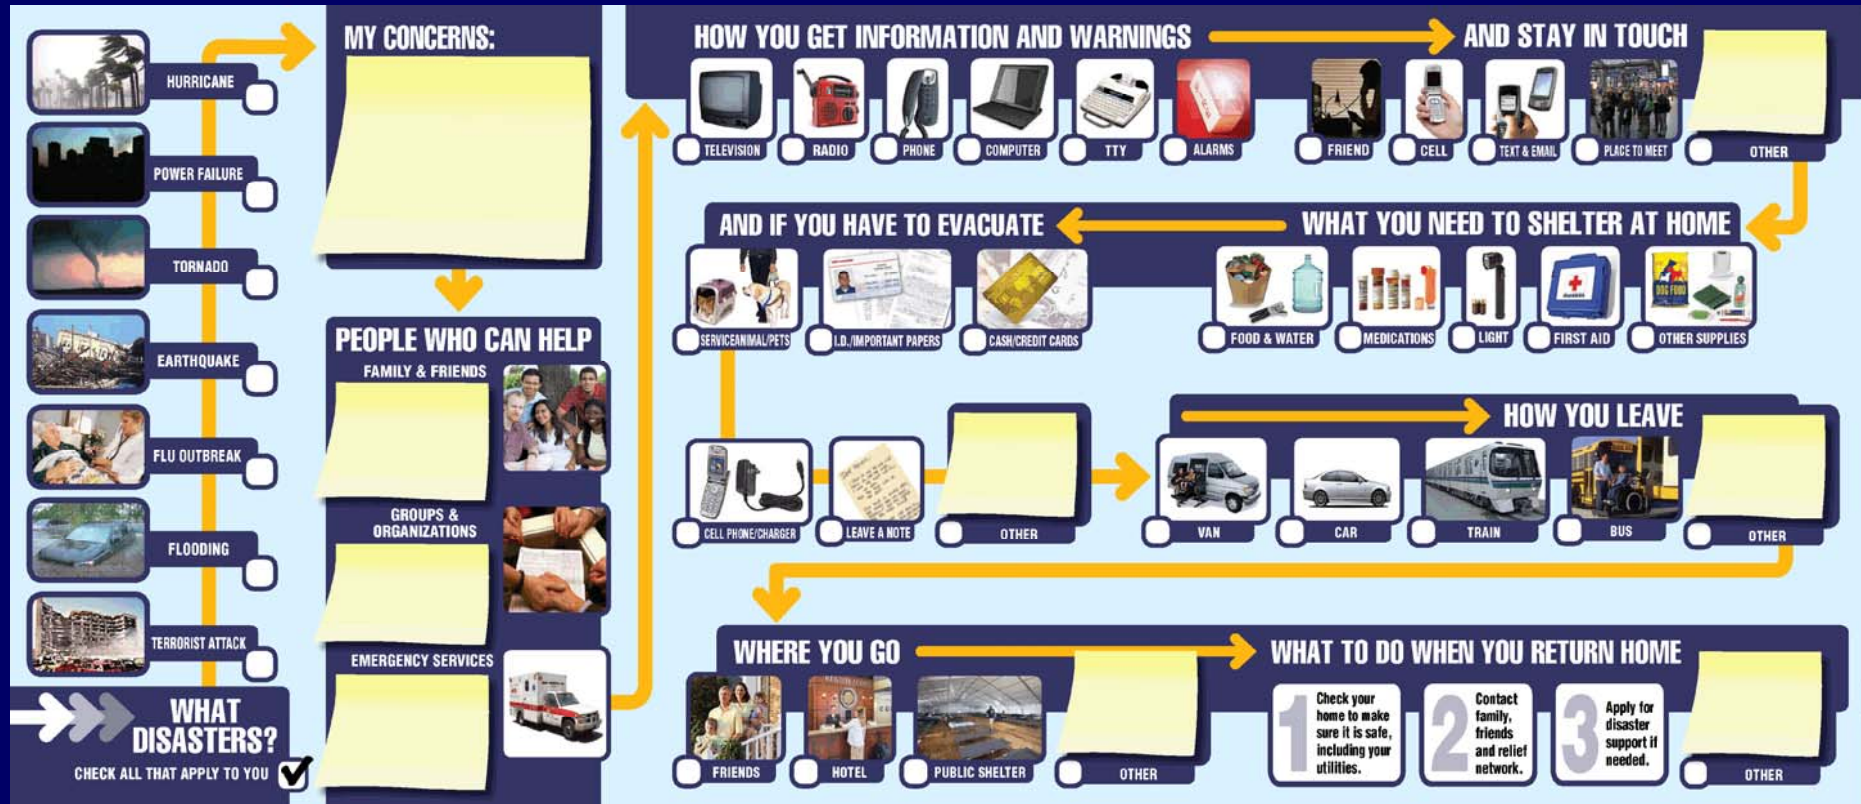 WHAT
DISASTERS?
CHECK ALL THAT APPLY TO YOU
HURRICANE
POWER FAILURE
TORNADO
EARTHQUAKE
FLU OUTBREAK
FLOODING
TERRORIST ATTACK
MY CONCERNS:
PEOPLE WHO CAN HELP
FAMILY & FRIENDS
GROUPS &
ORGANIZATIONS
EMERGENCY SERVICES
HOW YOU GET INFORMATION AND WARNINGS
TELEVISION
RADIO
PHONE
COMPUTER
TTY
ALARMS
AND STAY IN TOUCH
FRIEND
CELL
TEXT & EMAIL
PLACE TO MEET
OTHER
WHAT YOU NEED TO SHELTER AT HOME
FOOD & WATER
MEDICATIONS
LIGHT
FIRST AID
DOG FOOD
OTHER SUPPLIES
AND IF YOU HAVE TO EVACUATE
SERVICEANIMAL/PETS
I.D./IMPORTANT PAPERS
CASH/CREDIT CARDS
CELL PHONE/CHARGER
LEAVE A NOTE
OTHER
HOW YOU LEAVE
VAN
CAR
TRAIN
BUS
OTHER
WHERE YOU GO
FRIENDS
HOTEL
PUBLIC SHELTER
OTHER
WHAT TO DO WHEN YOU RETURN HOME
1
Check your
home to make
sure it is safe,
including your
utilities.
2
Contact
family,
friends
and relief
network.
3
Apply for
disaster
support if
needed.
OTHER